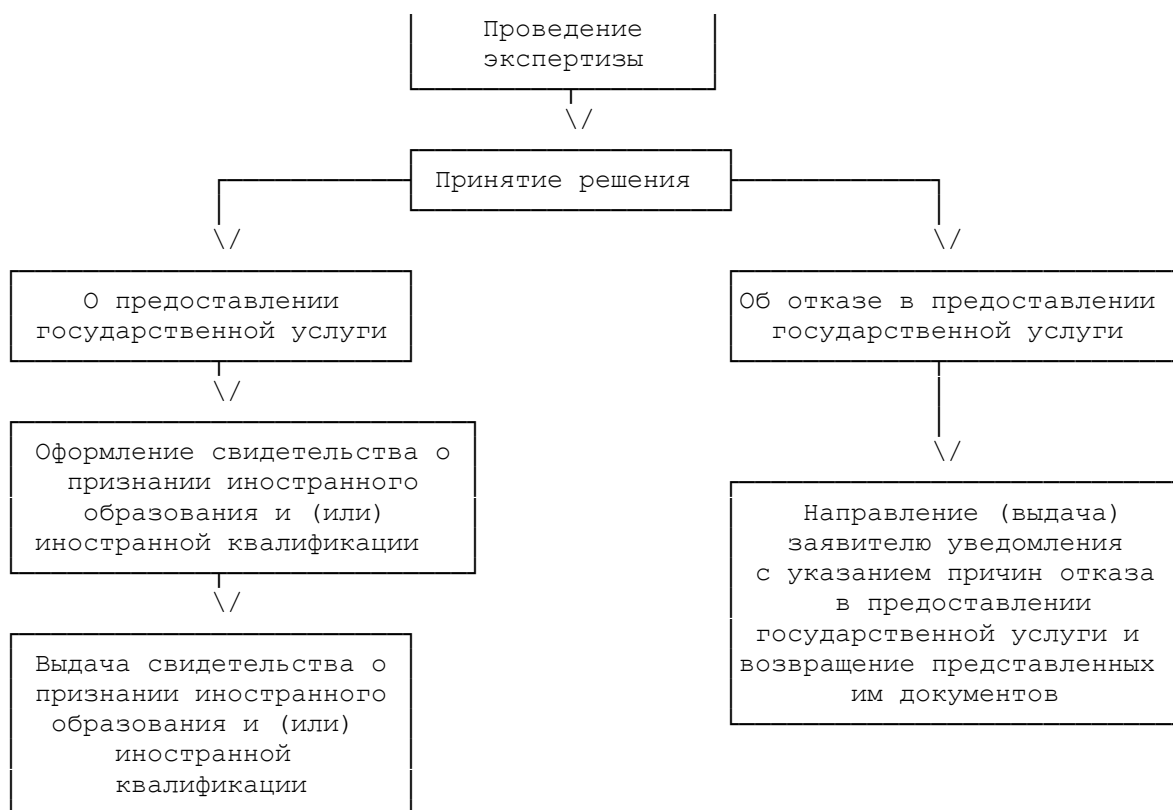 Проведение
экспертизы
\/
Принятие решения
\/
\/
О предоставлении
государственной услуги
Об отказе в предоставлении
государственной услуги
\/
Оформление свидетельства о
признании иностранного
образования и (или)
иностранной квалификации
\/
Направление (выдача)
заявителю уведомления
с указанием причин отказа
в предоставлении
государственной услуги и
возвращение представленных
им документов
\/
Выдача свидетельства о
признании иностранного
образования и (или)
иностранной
квалификации